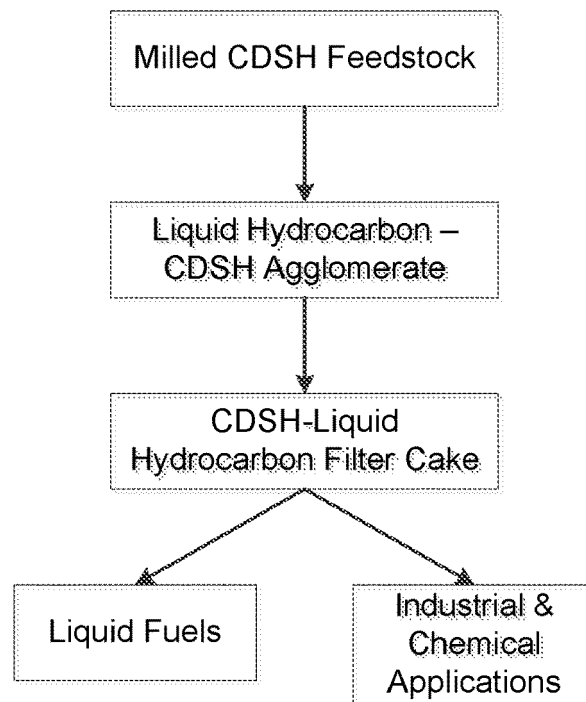 Milled CDSH Feedstock
Liquid Hydrocarbon –
CDSH Agglomerate
CDSH-Liquid
Hydrocarbon Filter Cake
Liquid Fuels
Industrial &
Chemical
Applications